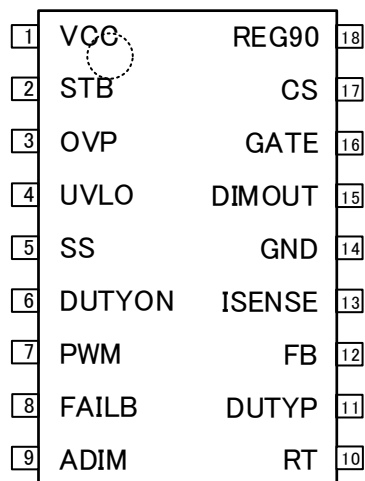 1 VCC REG90 18
2 STB CS 17
3 OVP GATE 16
4 UVLO DIMOUT 15
5 SS GND 14
6 DUTYON ISENSE 13
7 PWM FB 12
8 FAILB DUTYP 11
9 ADIM RT 10